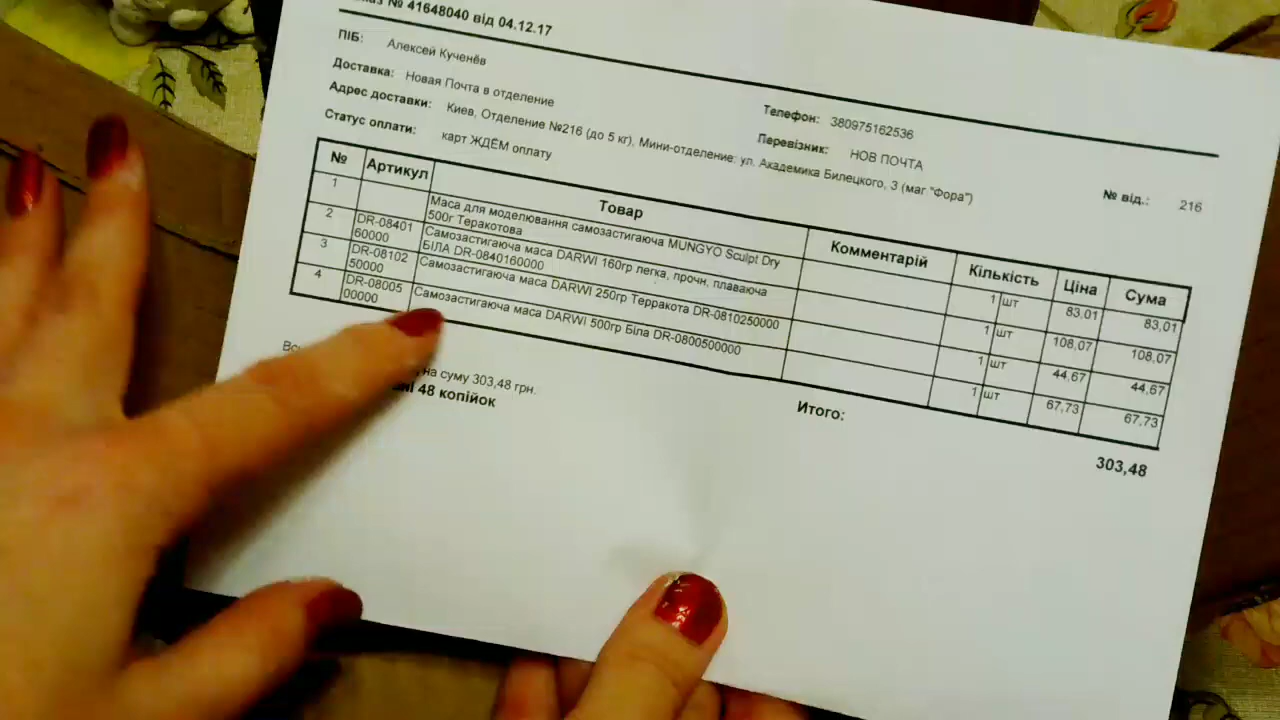 № 41648040 від 04.12.17
ПІБ: Алексей Кученёв
Доставка: Новая Почта в отделение
Телефон: 380975162536
Адрес доставки: Киев, Отделение №216 (до 5 кг), Мини-отделение: ул. Академика Билецкого, 3 (маг "Фора")
Перевізник: НОВ ПОЧТА
Статус оплати: карт ЖДЁМ оплату
№ від.: 216
№ Артикул Товар Комментарій Кількість Ціна Сума
1 Маса для моделювання самозастигаюча MUNGYO Sculpt Dry 1 шт 83,01 83,01
500г Теракотова
2 DR-08401 Самозастигаюча маса DARWI 160гр легка, прочн. плаваюча 1 шт 108,07 108,07
60000 БІЛА DR-0840160000
3 DR-08102 Самозастигаюча маса DARWI 250гр Терракота DR-0810250000 1 шт 44,67 44,67
50000
4 DR-08005 Самозастигаюча маса DARWI 500гр Біла DR-0800500000 1 шт 67,73 67,73
00000
Итого: 303,48
на суму 303,48 грн.
48 копійок